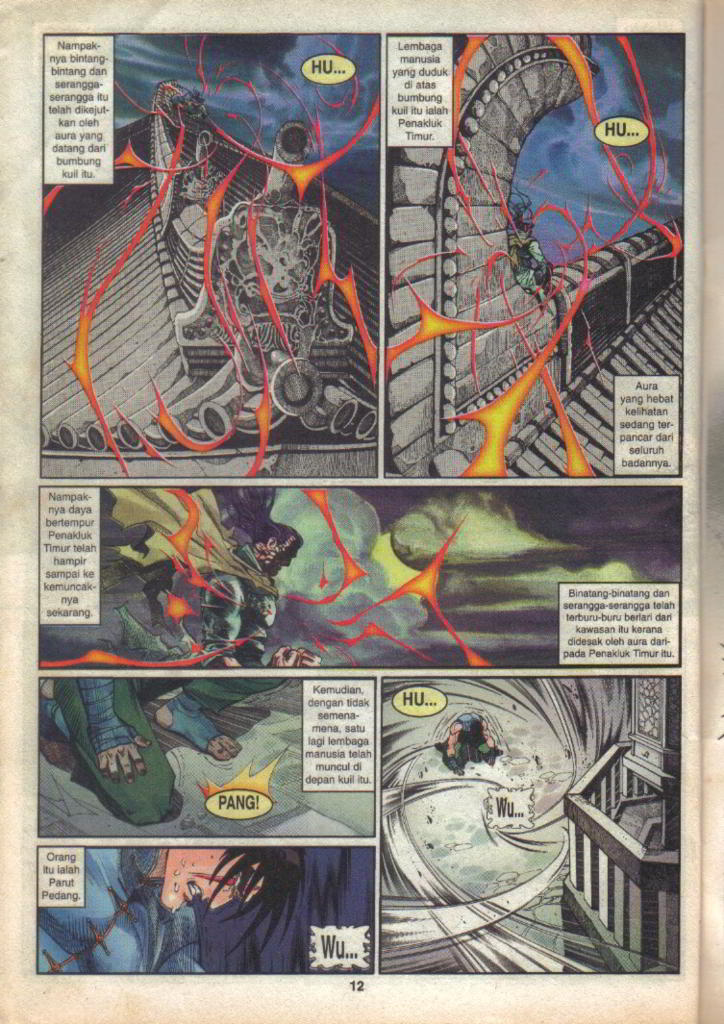 Nampak-
nya bintang-
bintang dan
serangga-
serangga itu
telah dikejut-
kan oleh
aura yang
datang dari
bumbung
kuil itu.
HU...
Lembaga
manusia
yang duduk
di atas
bumbung
kuil itu ialah
Penakluk
Timur.
HU...
Aura
yang hebat
kelihatan
sedang ter-
pancar dari
seluruh
badannya.
Nampak-
nya daya
bertempur
Penakluk
Timur telah
hampir
sampai ke
kemuncak-
nya
sekarang.
Binatang-binatang dan
serangga-serangga telah
terburu-buru berlari dari
kawasan itu kerana
didesak oleh aura dari-
pada Penakluk Timur itu.
Kemudian,
dengan tidak
semena-
mena, satu
lagi lembaga
manusia telah
muncul di
depan kuil itu.
PANG!
HU...
Wu...
Orang
itu ialah
Parut
Pedang.
Wu...
12